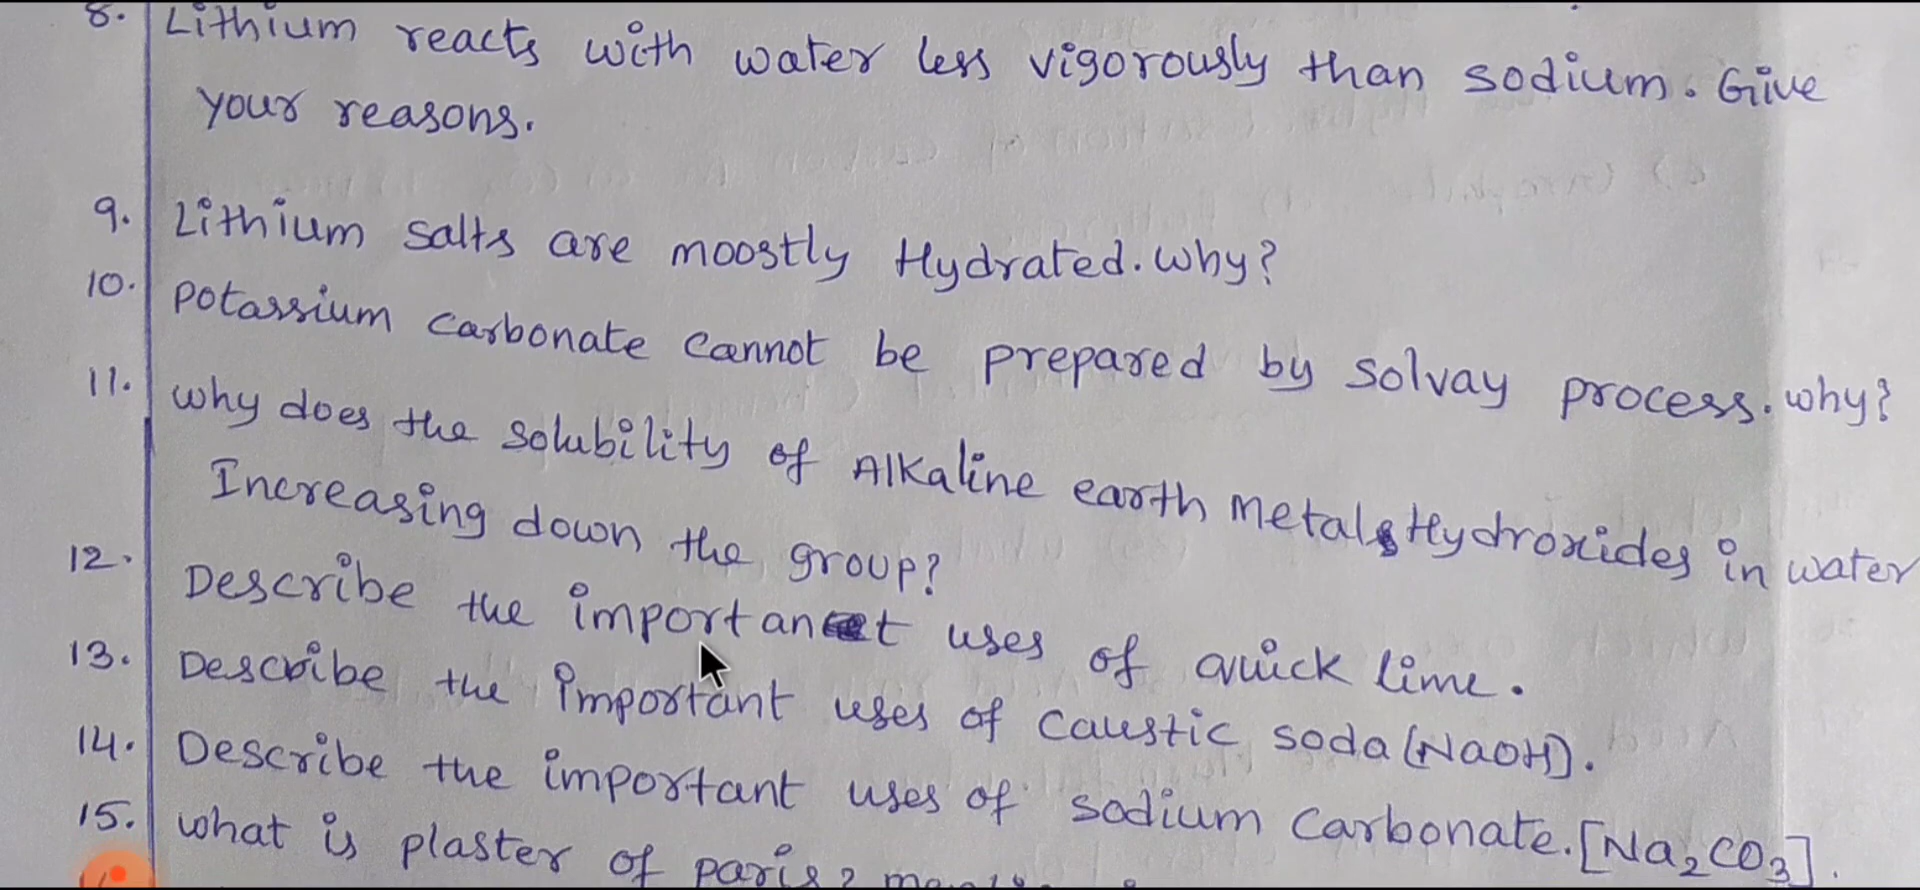 8. Lithium reacts with water less vigorously than sodium. Give
your reasons.
9. Lithium salts are moostly Hydrated. why?
10. potassium carbonate cannot be prepared by solvay process. why?
11. why does the solubility of Alkaline earth metals Hydroxides in water
Increasing down the group?
12. Describe the important uses of quick lime.
13. Describe the important uses of caustic soda (NaOH).
14. Describe the important uses of sodium carbonate. [Na₂CO₃].
15. what is plaster of paris?